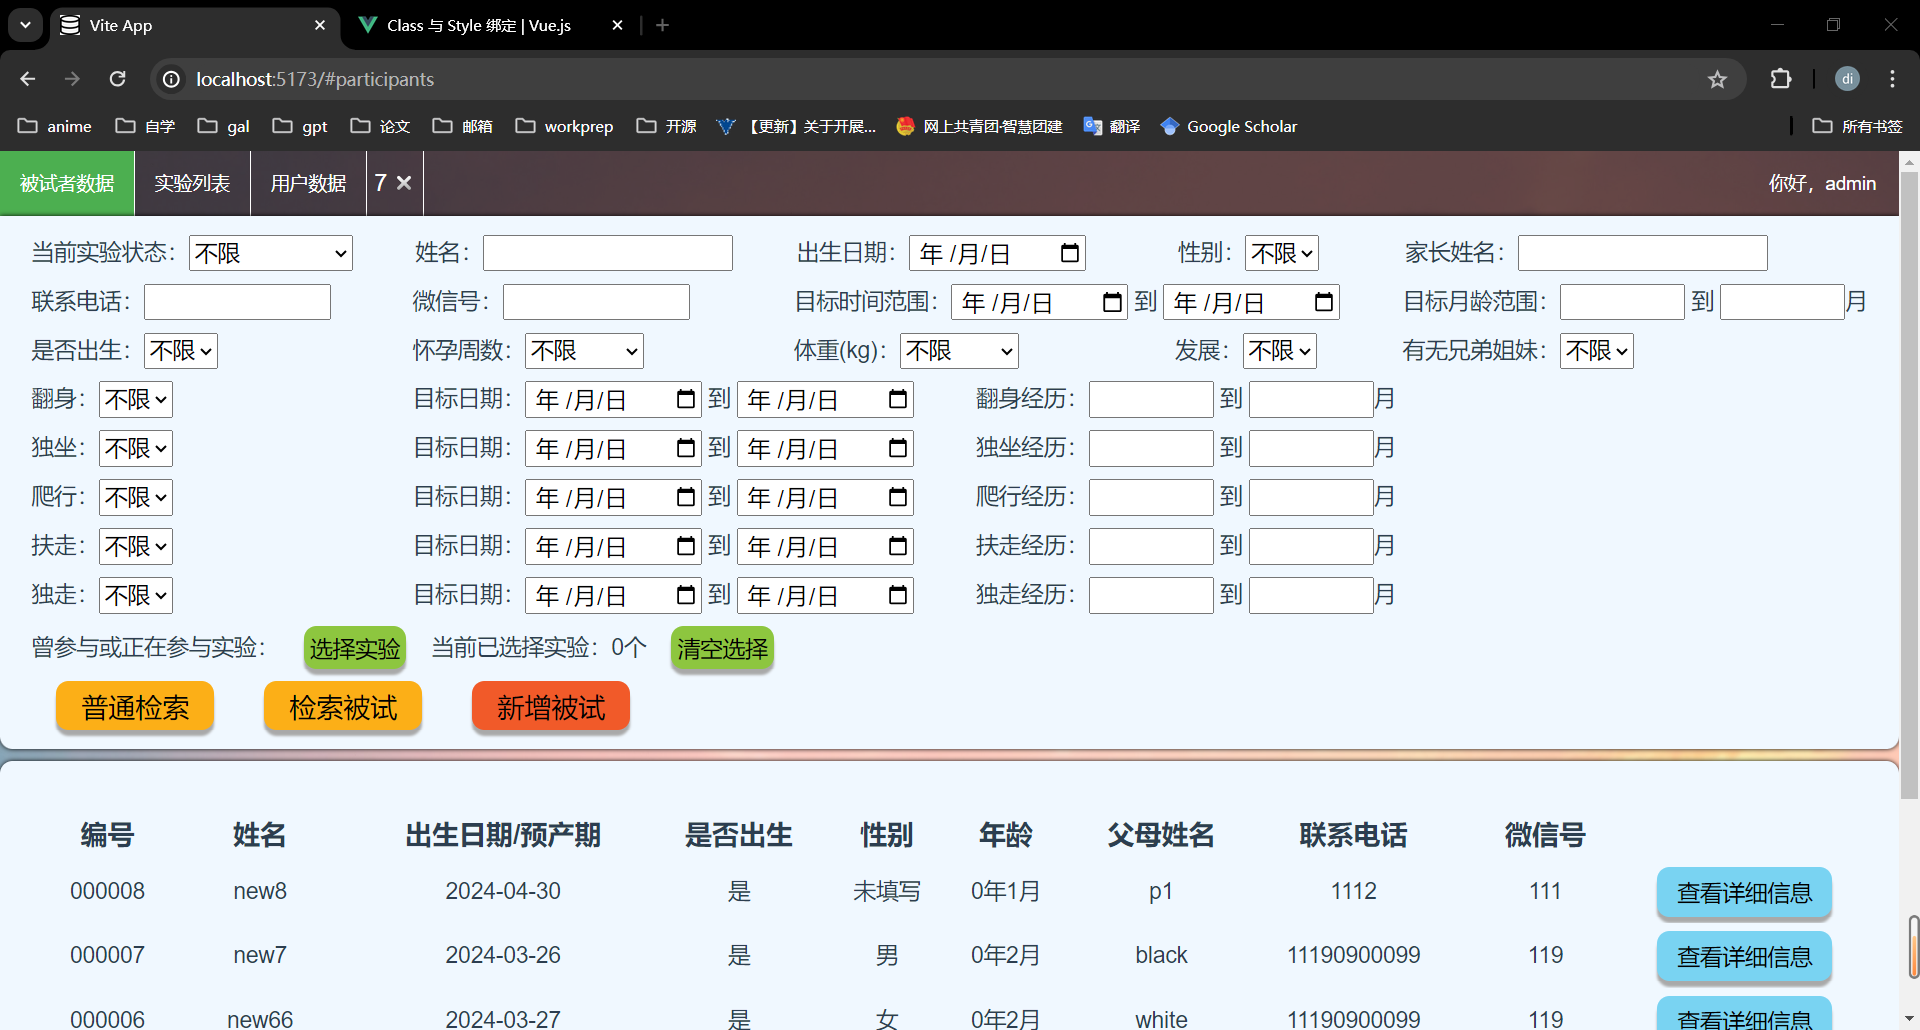 Vite App
Class 与 Style 绑定 | Vue.js
localhost:5173/#participants
di
anime 自学 gal gpt 论文 邮箱 workprep 开源 【更新】关于开展... 网上共青团·智慧团建 翻译 Google Scholar 所有书签
被试者数据 实验列表 用户数据 7 你好，admin
当前实验状态： 不限 姓名： 出生日期： 年 /月/日 性别： 不限 家长姓名：
联系电话： 微信号： 目标时间范围： 年 /月/日 到 年 /月/日 目标月龄范围： 到 月
是否出生： 不限 怀孕周数： 不限 体重(kg)： 不限 发展： 不限 有无兄弟姐妹： 不限
翻身： 不限 目标日期： 年 /月/日 到 年 /月/日 翻身经历： 到 月
独坐： 不限 目标日期： 年 /月/日 到 年 /月/日 独坐经历： 到 月
爬行： 不限 目标日期： 年 /月/日 到 年 /月/日 爬行经历： 到 月
扶走： 不限 目标日期： 年 /月/日 到 年 /月/日 扶走经历： 到 月
独走： 不限 目标日期： 年 /月/日 到 年 /月/日 独走经历： 到 月
曾参与或正在参与实验： 选择实验 当前已选择实验：0个 清空选择
普通检索 检索被试 新增被试
编号 姓名 出生日期/预产期 是否出生 性别 年龄 父母姓名 联系电话 微信号
000008 new8 2024-04-30 是 未填写 0年1月 p1 1112 111 查看详细信息
000007 new7 2024-03-26 是 男 0年2月 black 11190900099 119 查看详细信息
000006 new66 2024-03-27 是 女 0年2月 white 11190900099 119 查看详细信息